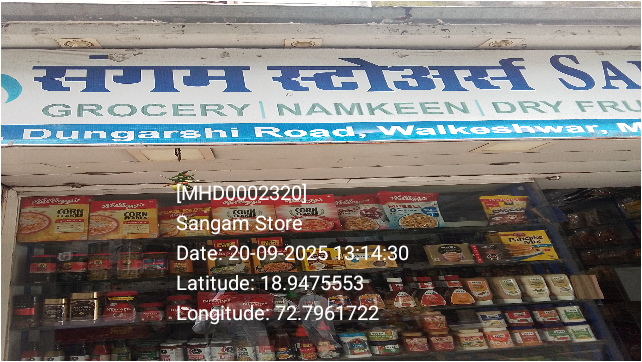 संगम स्टोअर्स SA
GROCERY | NAMKEEN | DRY FRU
Dungarshi Road, Walkeshwar, M
[MHD0002320]
Sangam Store
Date: 20-09-2025 13:14:30
Latitude: 18.9475553
Longitude: 72.7961722